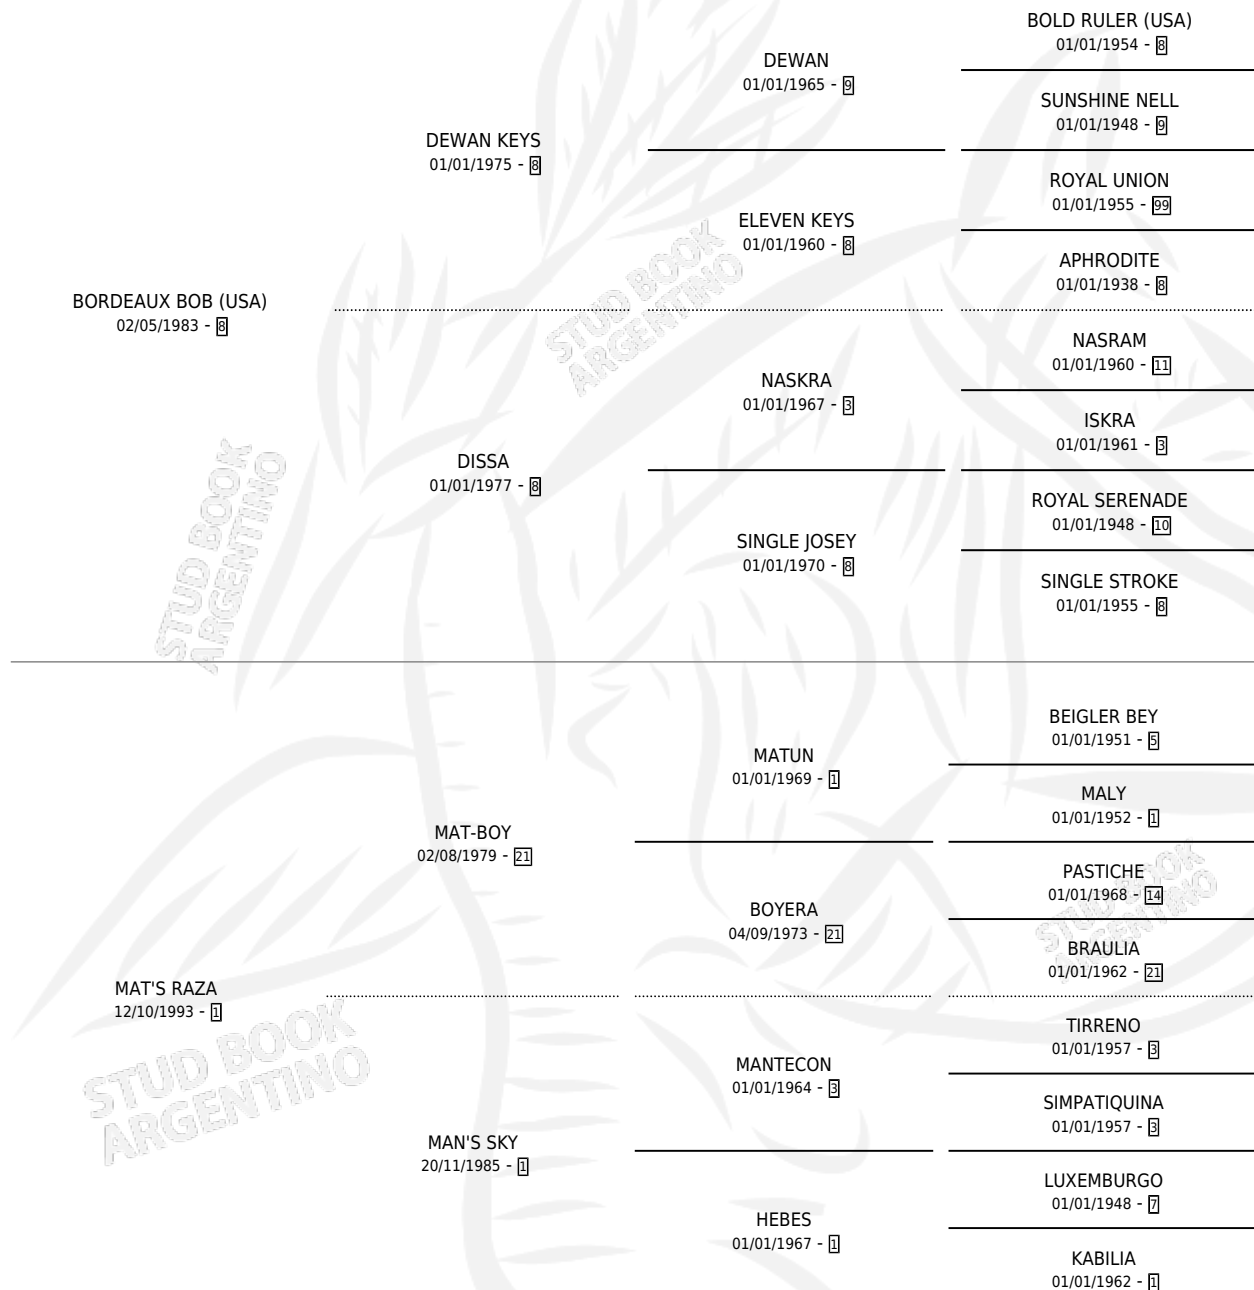 BOLD RULER (USA)
01/01/1954 - 8
DEWAN
01/01/1965 - 9
SUNSHINE NELL
01/01/1948 - 9
DEWAN KEYS
01/01/1975 - 8
ROYAL UNION
01/01/1955 - 99
ELEVEN KEYS
01/01/1960 - 8
APHRODITE
01/01/1938 - 8
BORDEAUX BOB (USA)
02/05/1983 - 8
STUD BOOK
ARGENTINO
NASRAM
01/01/1960 - 11
NASKRA
01/01/1967 - 3
ISKRA
01/01/1961 - 3
DISSA
01/01/1977 - 8
ROYAL SERENADE
01/01/1948 - 10
SINGLE JOSEY
01/01/1970 - 8
SINGLE STROKE
01/01/1955 - 8
STUD BOOK
ARGENTINO
BEIGLER BEY
01/01/1951 - 5
MATUN
01/01/1969 - 1
MALY
01/01/1952 - 1
MAT-BOY
02/08/1979 - 21
PASTICHE
01/01/1968 - 14
BOYERA
04/09/1973 - 21
STUD BOOK
ARGENTINO
BRAULIA
01/01/1962 - 21
MAT'S RAZA
12/10/1993 - 1
TIRRENO
01/01/1957 - 3
MANTECON
01/01/1964 - 3
STUD BOOK
ARGENTINO
SIMPATIQUINA
01/01/1957 - 3
MAN'S SKY
20/11/1985 - 1
LUXEMBURGO
01/01/1948 - 7
HEBES
01/01/1967 - 1
KABILIA
01/01/1962 - 1